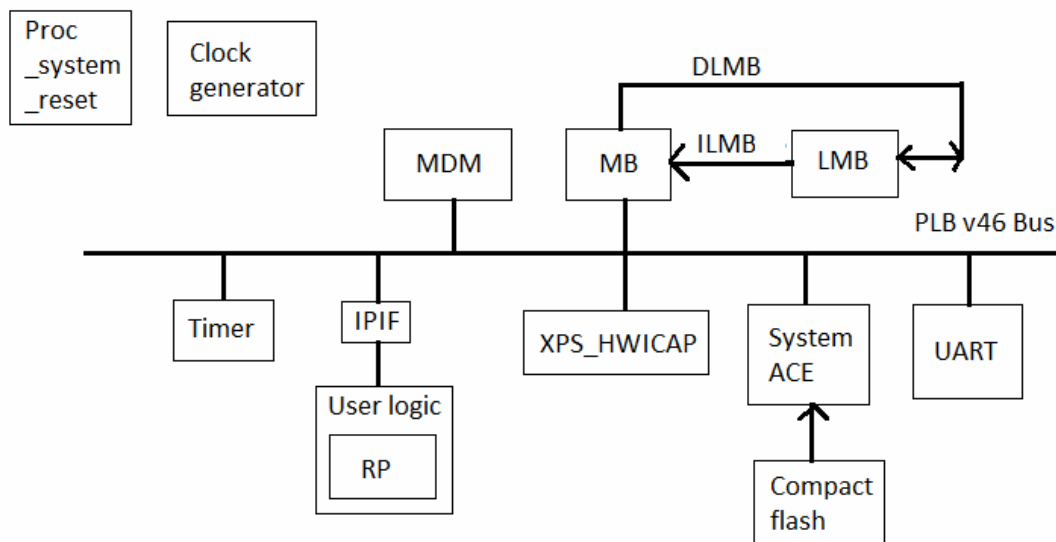 Proc
_system
_reset
Clock
generator
DLMB
MDM
MB
ILMB
LMB
PLB v46 Bus
Timer
IPIF
XPS_HWICAP
System
ACE
UART
User logic
RP
Compact
flash